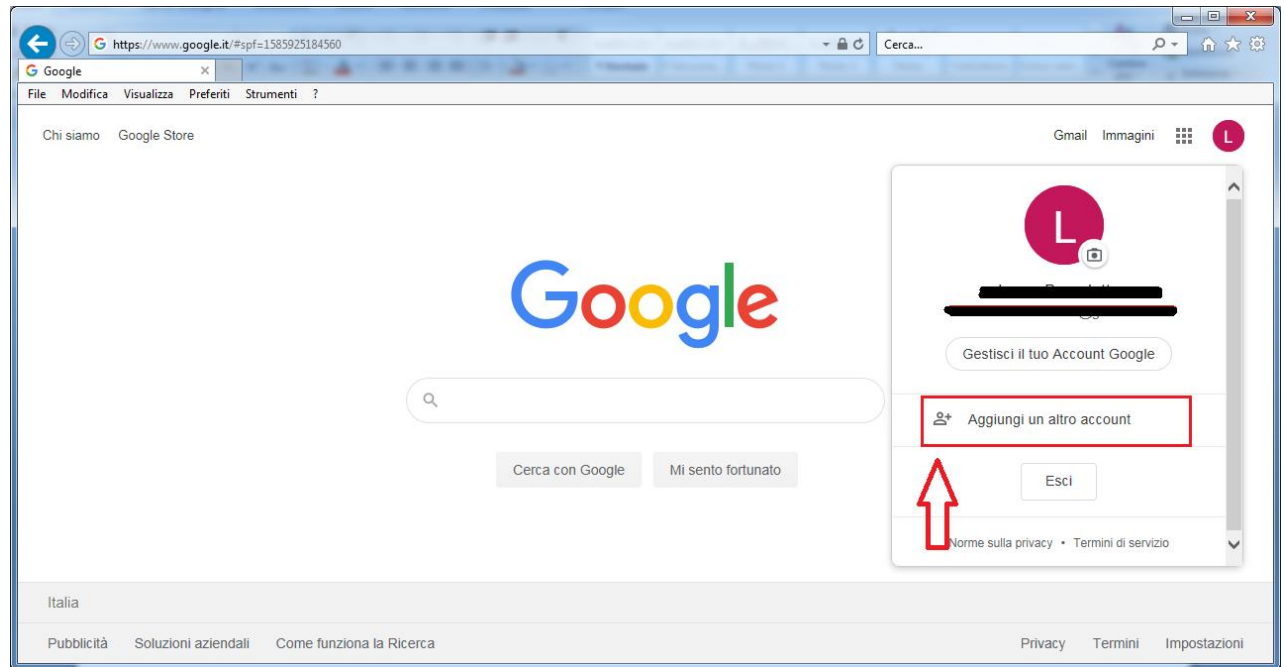 https://www.google.it/#spf=1585925184560
Cerca...
Google
File Modifica Visualizza Preferiti Strumenti ?
Chi siamo Google Store
Gmail Immagini
L
L
Google
Gestisci il tuo Account Google
Aggiungi un altro account
Cerca con Google Mi sento fortunato
Esci
Norme sulla privacy • Termini di servizio
Italia
Pubblicità Soluzioni aziendali Come funziona la Ricerca
Privacy Termini Impostazioni